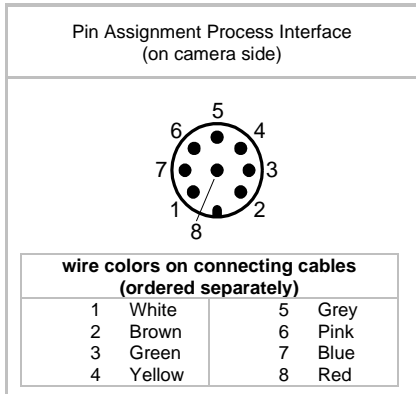 Pin Assignment Process Interface
(on camera side)
5
6 4
7 3
1 2
8
wire colors on connecting cables
(ordered separately)
1 White 5 Grey
2 Brown 6 Pink
3 Green 7 Blue
4 Yellow 8 Red